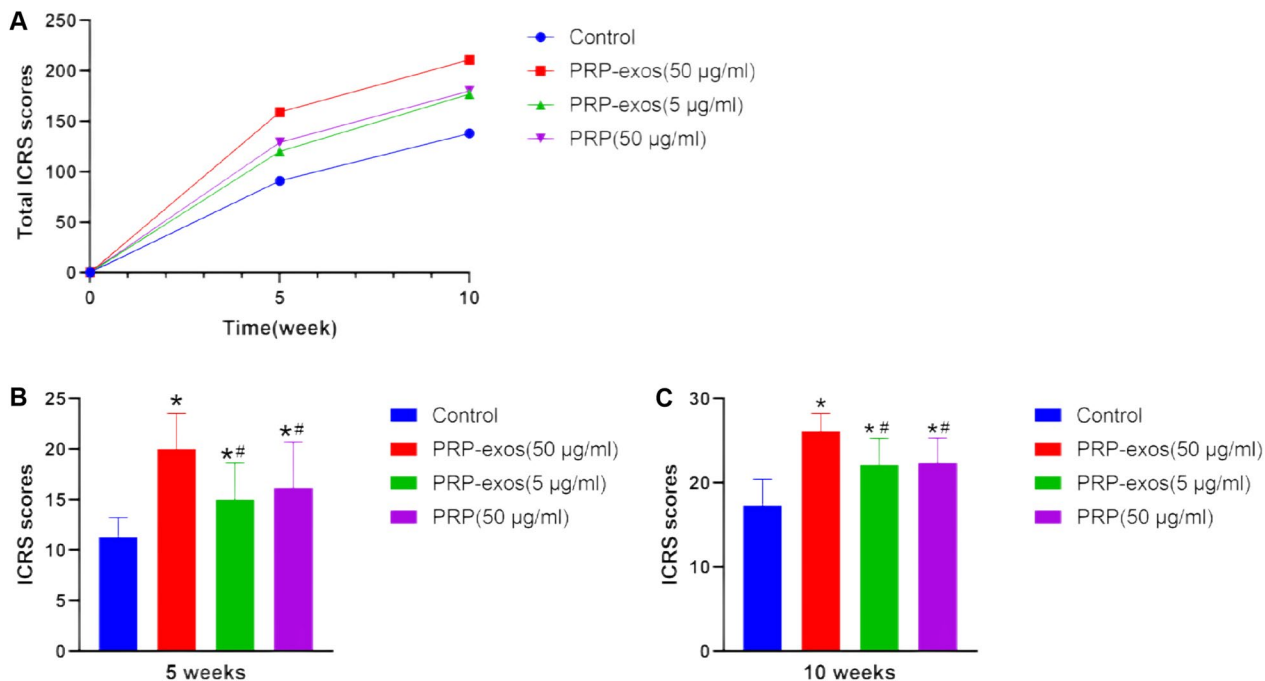 A
250
200
150
100
50
0
Total ICRS scores
0 5 10
Time(week)
Control
PRP-exos(50 µg/ml)
PRP-exos(5 µg/ml)
PRP(50 µg/ml)
B
25
20
15
10
5
0
ICRS scores
*
*#
*#
5 weeks
Control
PRP-exos(50 µg/ml)
PRP-exos(5 µg/ml)
PRP(50 µg/ml)
C
30
20
10
0
ICRS scores
*
*#
*#
10 weeks
Control
PRP-exos(50 µg/ml)
PRP-exos(5 µg/ml)
PRP(50 µg/ml)